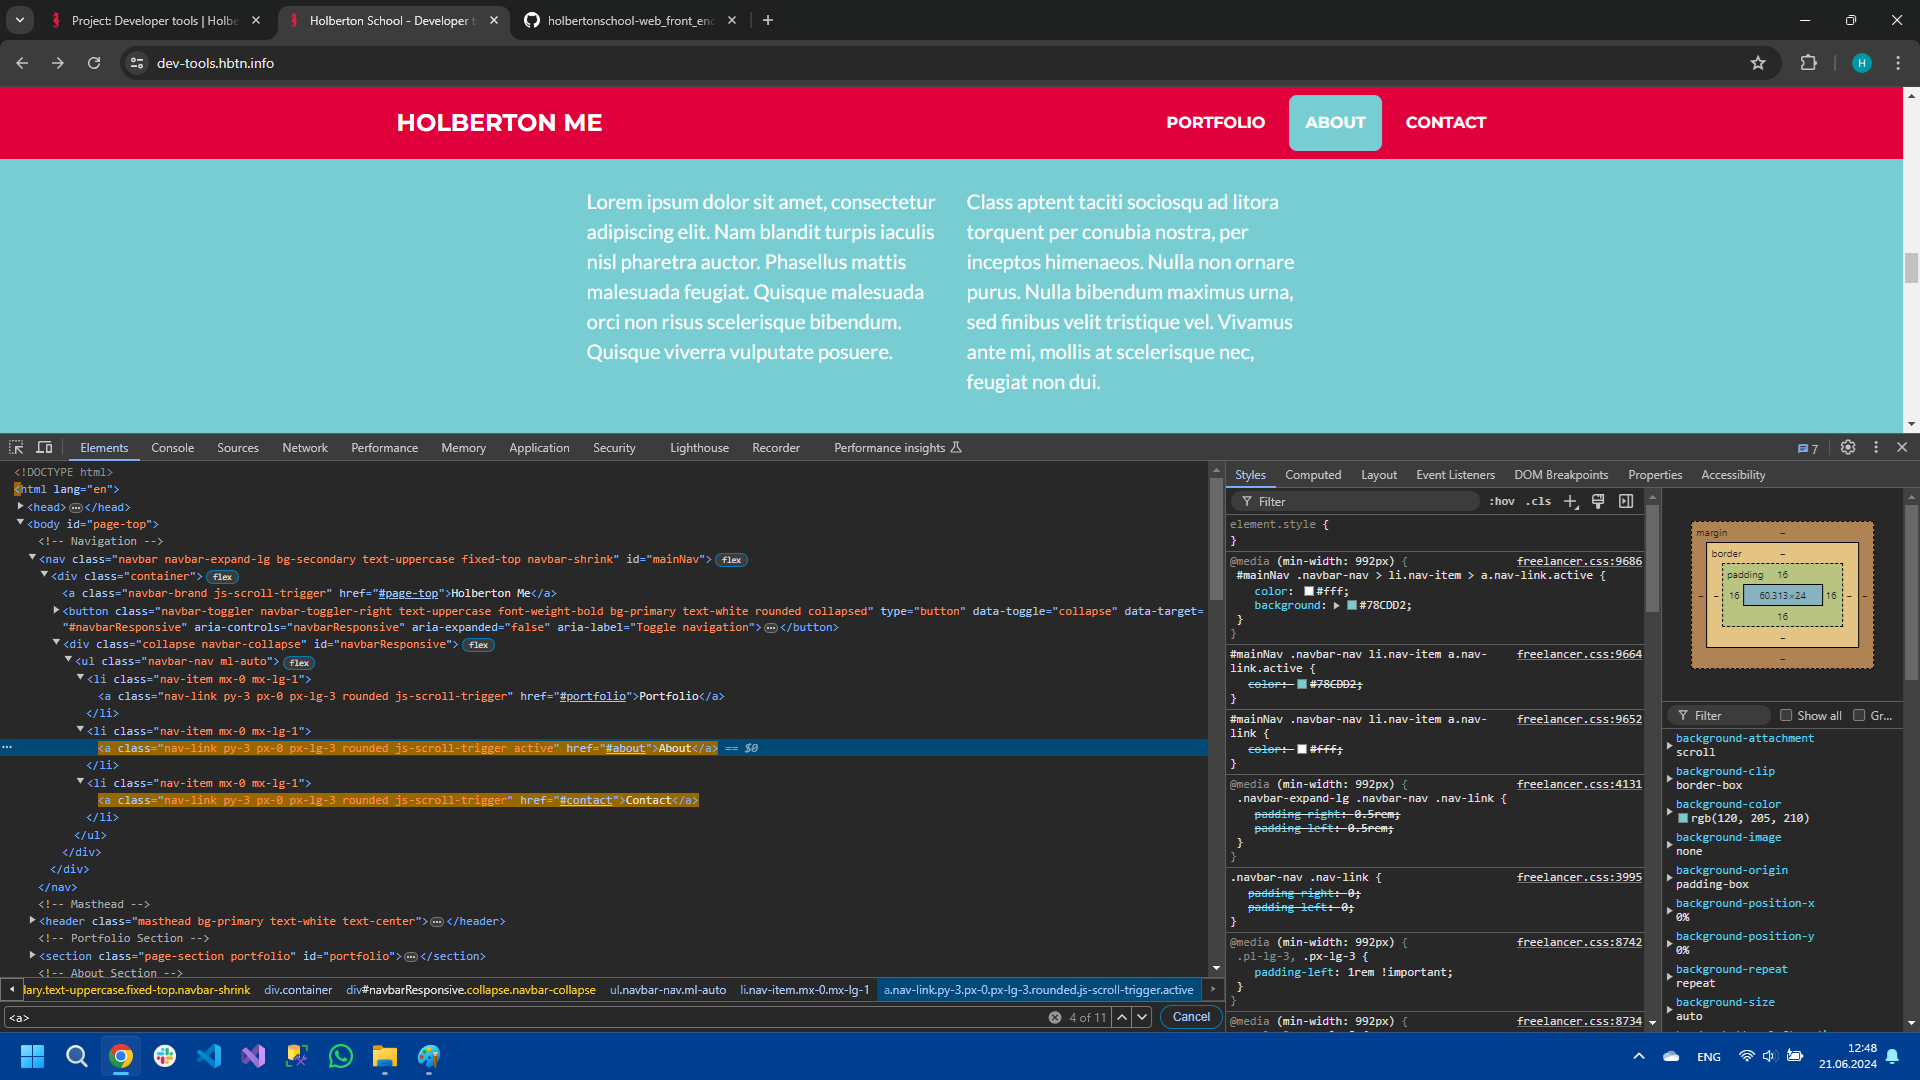 Project: Developer tools | Holbe
Holberton School - Developer t
holbertonschool-web_front_end
dev-tools.hbtn.info
H
HOLBERTON ME
PORTFOLIO
ABOUT
CONTACT
Lorem ipsum dolor sit amet, consectetur
adipiscing elit. Nam blandit turpis iaculis
nisl pharetra auctor. Phasellus mattis
malesuada feugiat. Quisque malesuada
orci non risus scelerisque bibendum.
Quisque viverra vulputate posuere.
Class aptent taciti sociosqu ad litora
torquent per conubia nostra, per
inceptos himenaeos. Nulla non ornare
purus. Nulla bibendum maximus urna,
sed finibus velit tristique vel. Vivamus
ante mi, mollis at scelerisque nec,
feugiat non dui.
Elements Console Sources Network Performance Memory Application Security Lighthouse Recorder Performance insights 7
<!DOCTYPE html>
<html lang="en">
<head> … </head>
<body id="page-top">
<!-- Navigation -->
<nav class="navbar navbar-expand-lg bg-secondary text-uppercase fixed-top navbar-shrink" id="mainNav"> flex
<div class="container"> flex
<a class="navbar-brand js-scroll-trigger" href="#page-top">Holberton Me</a>
<button class="navbar-toggler navbar-toggler-right text-uppercase font-weight-bold bg-primary text-white rounded collapsed" type="button" data-toggle="collapse" data-target=
"#navbarResponsive" aria-controls="navbarResponsive" aria-expanded="false" aria-label="Toggle navigation"> … </button>
<div class="collapse navbar-collapse" id="navbarResponsive"> flex
<ul class="navbar-nav ml-auto"> flex
<li class="nav-item mx-0 mx-lg-1">
<a class="nav-link py-3 px-0 px-lg-3 rounded js-scroll-trigger" href="#portfolio">Portfolio</a>
</li>
<li class="nav-item mx-0 mx-lg-1">
<a class="nav-link py-3 px-0 px-lg-3 rounded js-scroll-trigger active" href="#about">About</a> == $0
</li>
<li class="nav-item mx-0 mx-lg-1">
<a class="nav-link py-3 px-0 px-lg-3 rounded js-scroll-trigger" href="#contact">Contact</a>
</li>
</ul>
</div>
</div>
</nav>
<!-- Masthead -->
<header class="masthead bg-primary text-white text-center"> … </header>
<!-- Portfolio Section -->
<section class="page-section portfolio" id="portfolio"> … </section>
<!-- About Section -->
lary.text-uppercase.fixed-top.navbar-shrink div.container div#navbarResponsive.collapse.navbar-collapse ul.navbar-nav.ml-auto li.nav-item.mx-0.mx-lg-1 a.nav-link.py-3.px-0.px-lg-3.rounded.js-scroll-trigger.active
<a> 4 of 11 Cancel
Styles Computed Layout Event Listeners DOM Breakpoints Properties Accessibility
Filter :hov .cls
element.style {
}
@media (min-width: 992px) { freelancer.css:9686
#mainNav .navbar-nav > li.nav-item > a.nav-link.active {
color: #fff;
background: #78CDD2;
}
}
#mainNav .navbar-nav li.nav-item a.nav- freelancer.css:9664
link.active {
color: #78CDD2;
}
#mainNav .navbar-nav li.nav-item a.nav- freelancer.css:9652
link {
color: #fff;
}
@media (min-width: 992px) { freelancer.css:4131
.navbar-expand-lg .navbar-nav .nav-link {
padding-right: 0.5rem;
padding-left: 0.5rem;
}
}
.navbar-nav .nav-link { freelancer.css:3995
padding-right: 0;
padding-left: 0;
}
@media (min-width: 992px) { freelancer.css:8742
.pl-lg-3, .px-lg-3 {
padding-left: 1rem !important;
}
}
@media (min-width: 992px) { freelancer.css:8734
margin -
border -
padding 16
- - 16 60.313×24 16 - -
16
-
-
Filter Show all Gr...
background-attachment
scroll
background-clip
border-box
background-color
rgb(120, 205, 210)
background-image
none
background-origin
padding-box
background-position-x
0%
background-position-y
0%
background-repeat
repeat
background-size
auto
ENG
12:48
21.06.2024